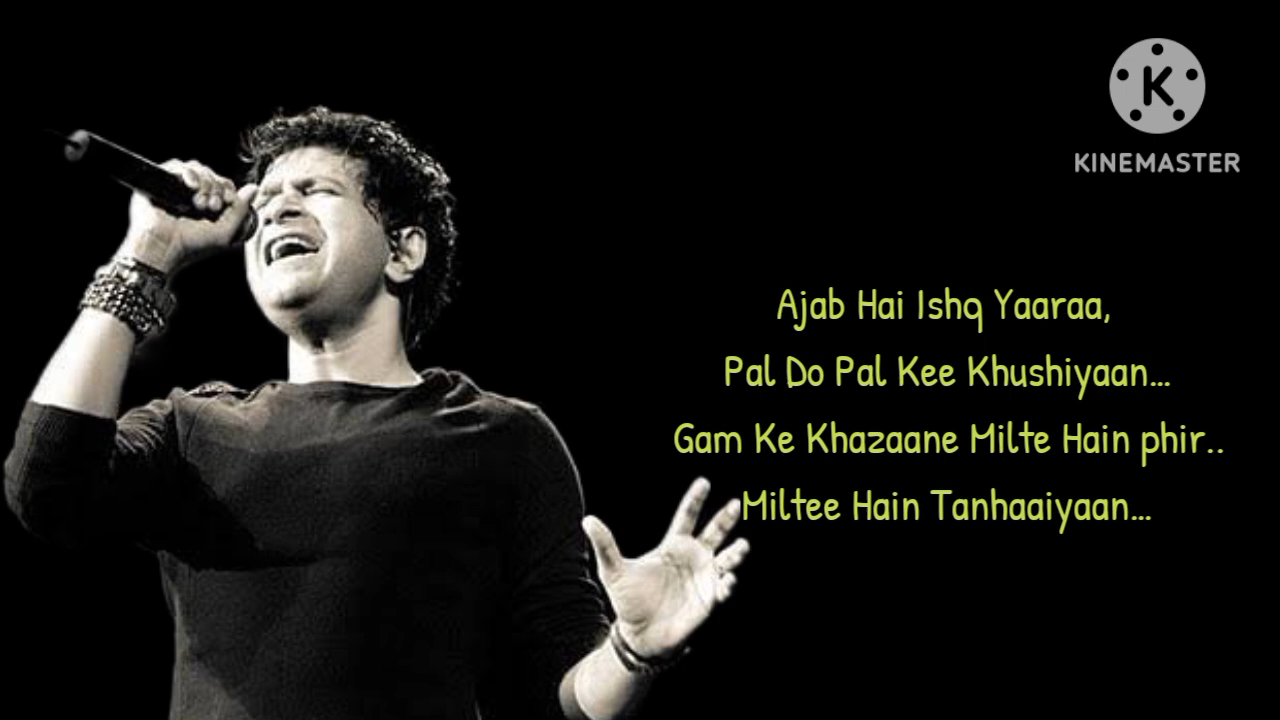 KINEMASTER
Ajab Hai Ishq Yaaraa,
Pal Do Pal Kee Khushiyaan...
Gam Ke Khazaane Milte Hain phir..
Miltee Hain Tanhaaiyaan...